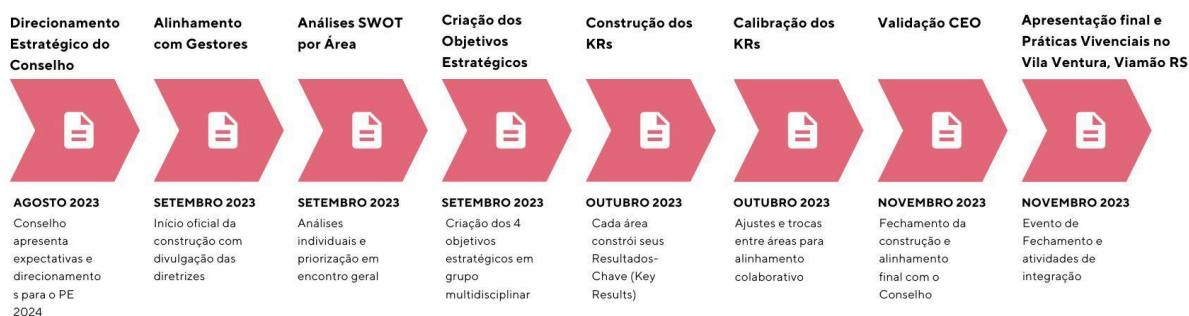 Direcionamento
Estratégico do
Conselho
Alinhamento
com Gestores
Análises SWOT
por Área
Criação dos
Objetivos
Estratégicos
Construção dos
KRs
Calibração dos
KRs
Validação CEO
Apresentação final e
Práticas Vivenciais no
Vila Ventura, Viamão RS
AGOSTO 2023
Conselho
apresenta
expectativas e
direcionamento
s para o PE
2024
SETEMBRO 2023
Início oficial da
construção com
divulgação das
diretrizes
SETEMBRO 2023
Análises
individuais e
priorização em
encontro geral
SETEMBRO 2023
Criação dos 4
objetivos
estratégicos em
grupo
multidisciplinar
OUTUBRO 2023
Cada área
constrói seus
Resultados-
Chave (Key
Results)
OUTUBRO 2023
Ajustes e trocas
entre áreas para
alinhamento
colaborativo
NOVEMBRO 2023
Fechamento da
construção e
alinhamento
final com o
Conselho
NOVEMBRO 2023
Evento de
Fechamento e
atividades de
integração